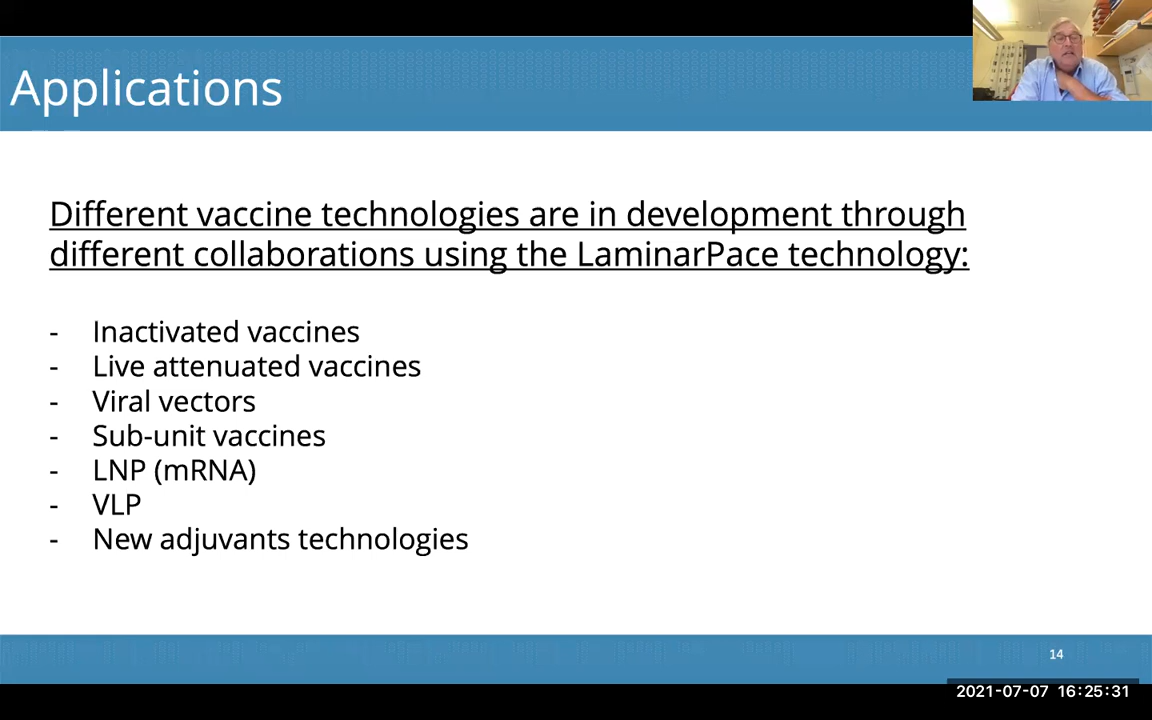 Applications
Different vaccine technologies are in development through
different collaborations using the LaminarPace technology:
- Inactivated vaccines
- Live attenuated vaccines
- Viral vectors
- Sub-unit vaccines
- LNP (mRNA)
- VLP
- New adjuvants technologies
14
2021-07-07 16:25:31